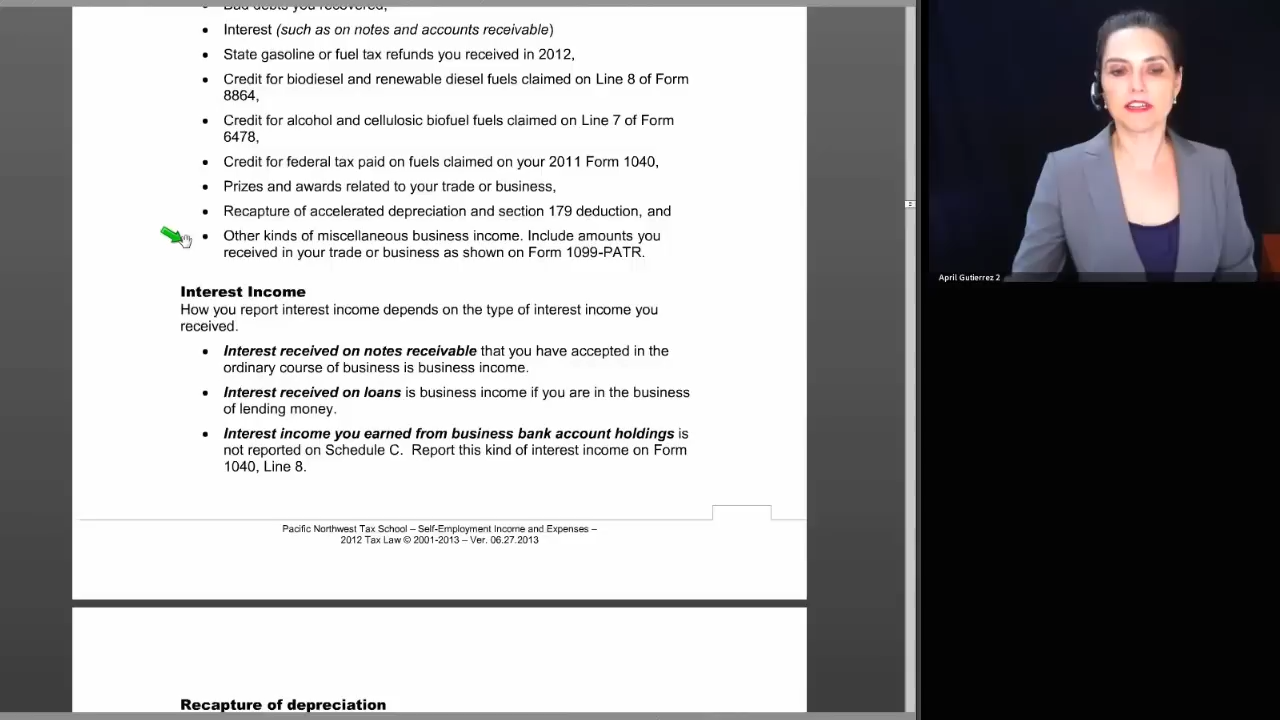 Bad debts you recovered,
• Interest (such as on notes and accounts receivable)
• State gasoline or fuel tax refunds you received in 2012,
• Credit for biodiesel and renewable diesel fuels claimed on Line 8 of Form
8864,
• Credit for alcohol and cellulosic biofuel fuels claimed on Line 7 of Form
6478,
• Credit for federal tax paid on fuels claimed on your 2011 Form 1040,
• Prizes and awards related to your trade or business,
• Recapture of accelerated depreciation and section 179 deduction, and
• Other kinds of miscellaneous business income. Include amounts you
received in your trade or business as shown on Form 1099-PATR.
Interest Income
How you report interest income depends on the type of interest income you
received.
• Interest received on notes receivable that you have accepted in the
ordinary course of business is business income.
• Interest received on loans is business income if you are in the business
of lending money.
• Interest income you earned from business bank account holdings is
not reported on Schedule C.  Report this kind of interest income on Form
1040, Line 8.
Pacific Northwest Tax School – Self-Employment Income and Expenses –
2012 Tax Law © 2001-2013 – Ver. 06.27.2013
Recapture of depreciation
April Gutierrez 2